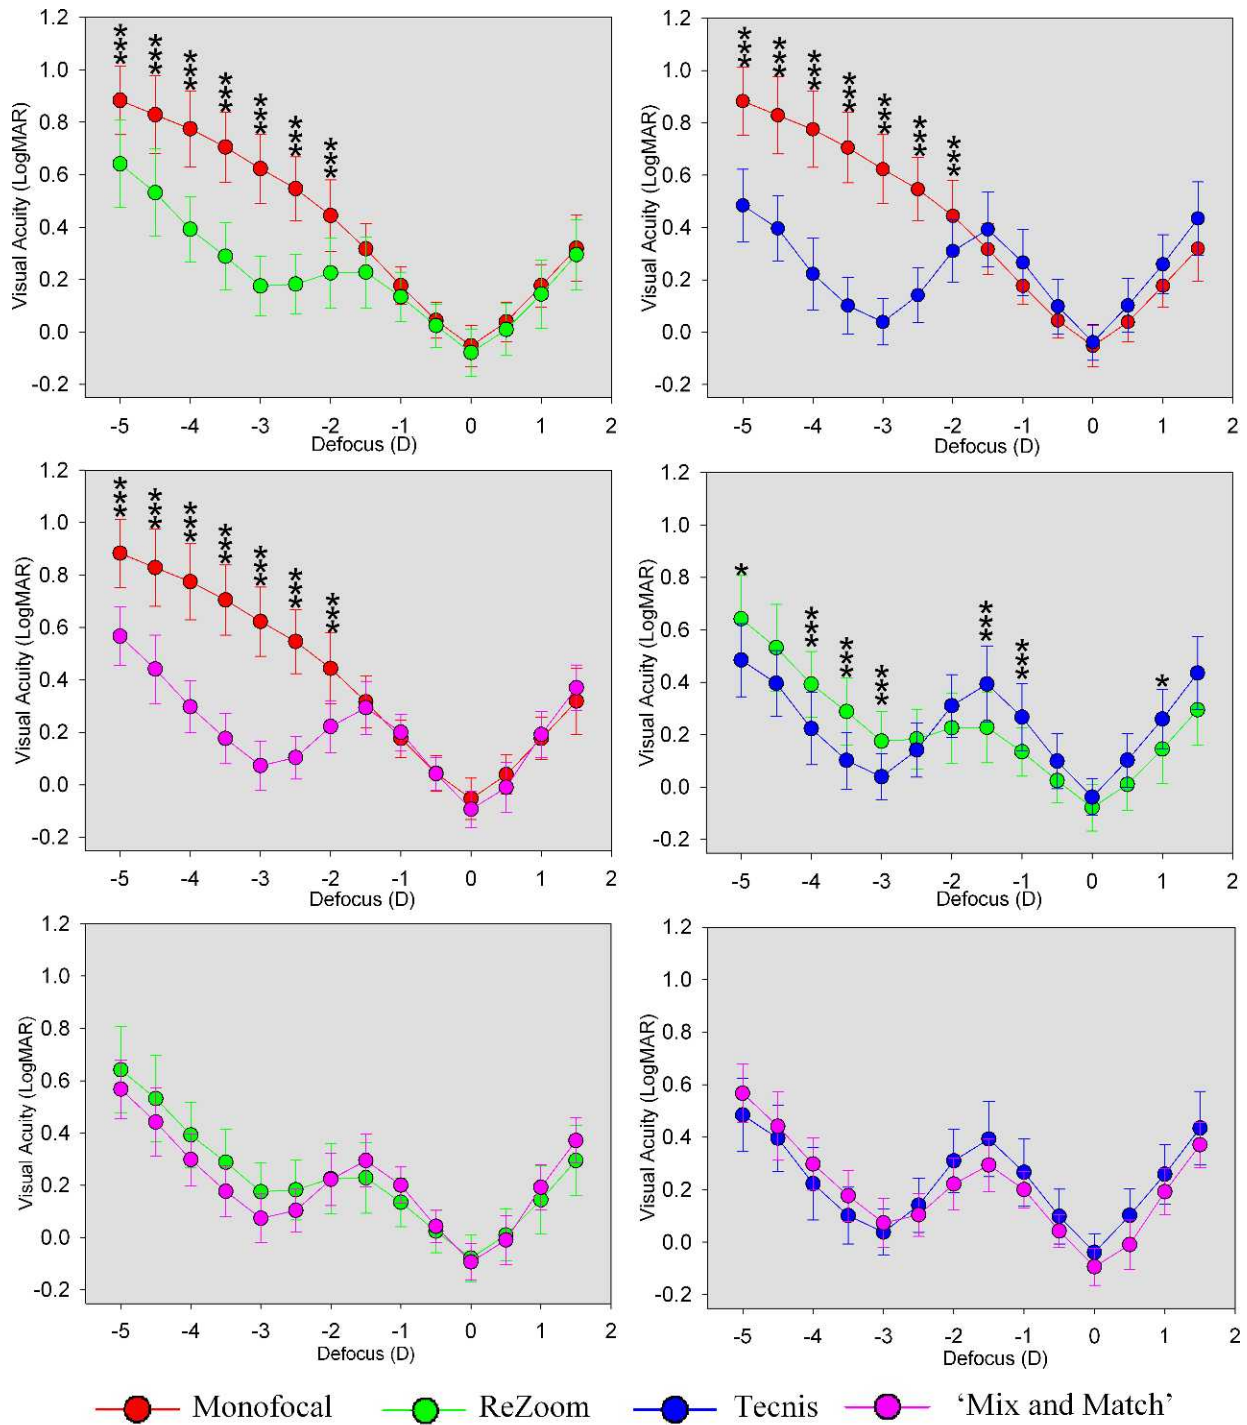 1.2
1.0
0.8
0.6
0.4
0.2
0.0
-0.2
Visual Acuity (LogMAR)
*** *** *** *** *** *** ***
-5 -4 -3 -2 -1 0 1 2
Defocus (D)
1.2
1.0
0.8
0.6
0.4
0.2
0.0
-0.2
Visual Acuity (LogMAR)
*** *** *** *** *** *** ***
-5 -4 -3 -2 -1 0 1 2
Defocus (D)
1.2
1.0
0.8
0.6
0.4
0.2
0.0
-0.2
Visual Acuity (LogMAR)
*** *** *** *** *** *** ***
-5 -4 -3 -2 -1 0 1 2
Defocus (D)
1.2
1.0
0.8
0.6
0.4
0.2
0.0
-0.2
Visual Acuity (LogMAR)
* *** *** *** *** *** *
-5 -4 -3 -2 -1 0 1 2
Defocus (D)
1.2
1.0
0.8
0.6
0.4
0.2
0.0
-0.2
Visual Acuity (LogMAR)
-5 -4 -3 -2 -1 0 1 2
Defocus (D)
1.2
1.0
0.8
0.6
0.4
0.2
0.0
-0.2
Visual Acuity (LogMAR)
-5 -4 -3 -2 -1 0 1 2
Defocus (D)
Monofocal ReZoom Tecnis ‘Mix and Match’